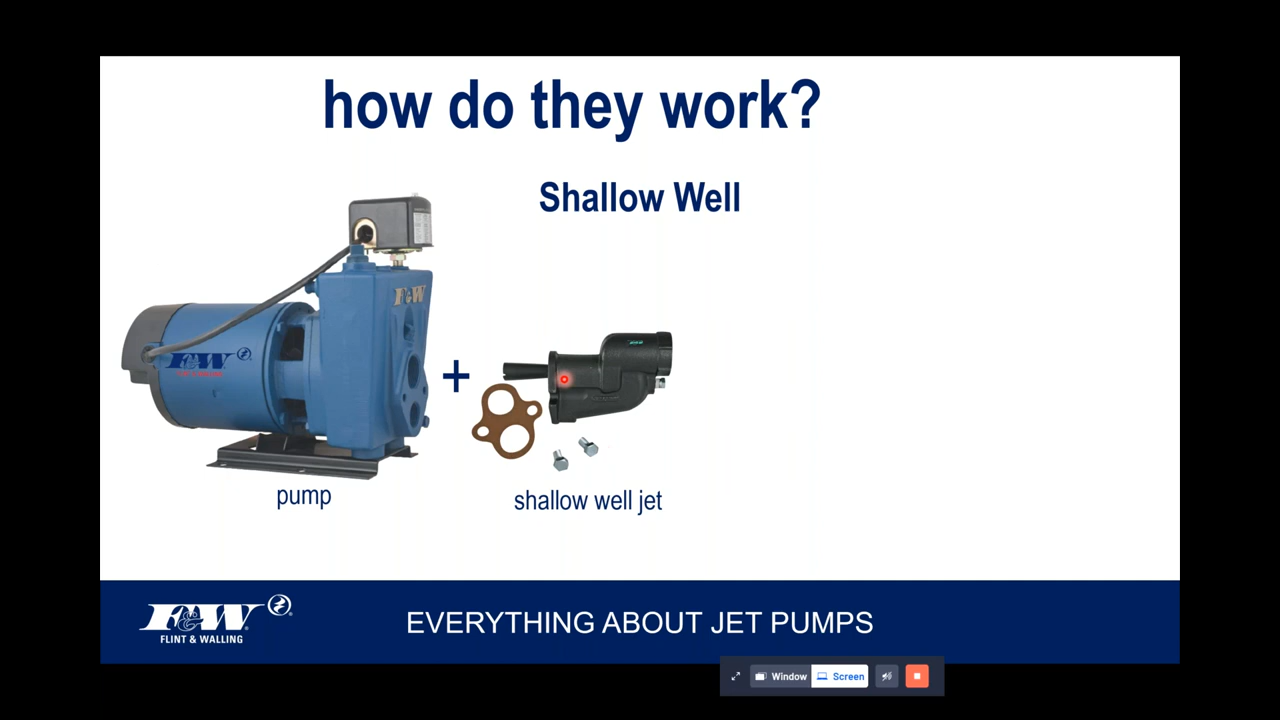 how do they work?
Shallow Well
F&W
F&W
+
pump
shallow well jet
F&W
FLINT & WALLING
EVERYTHING ABOUT JET PUMPS
Window
Screen